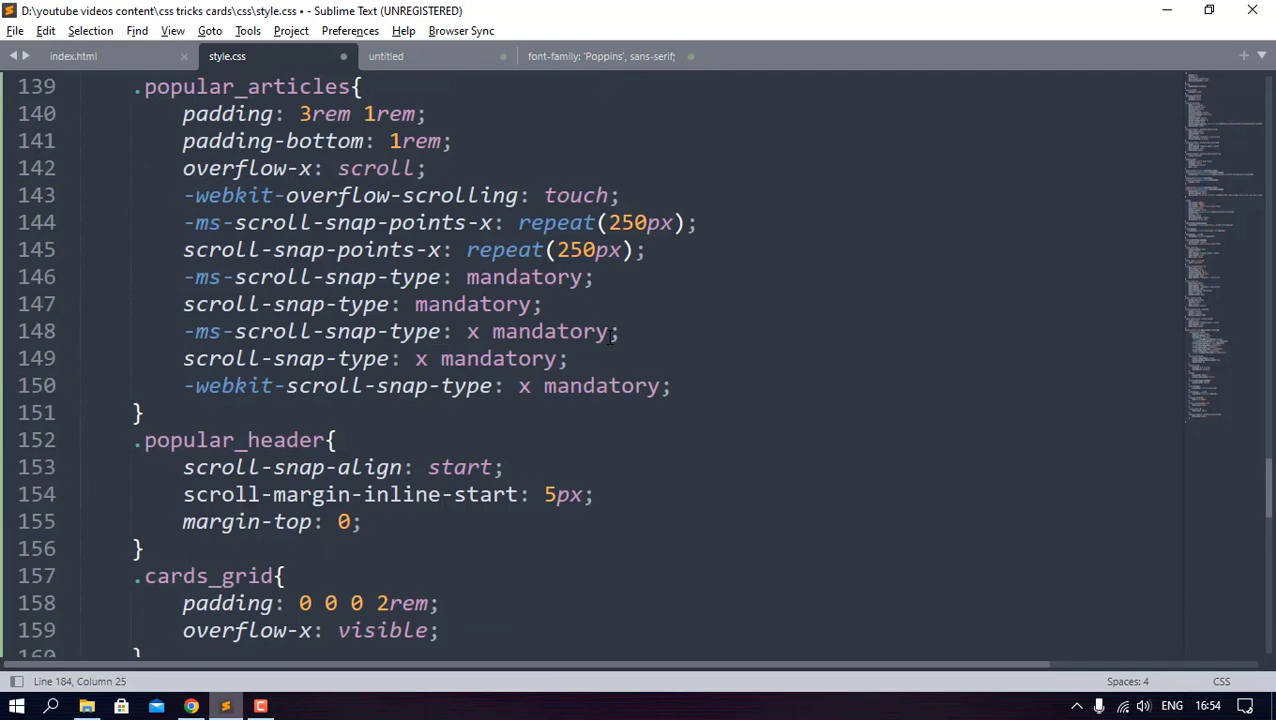 D:\youtube videos content\css tricks cards\css\style.css • - Sublime Text (UNREGISTERED)
File Edit Selection Find View Goto Tools Project Preferences Help Browser Sync
index.html style.css untitled font-family: 'Poppins', sans-serif;
139 .popular_articles{
140 padding: 3rem 1rem;
141 padding-bottom: 1rem;
142 overflow-x: scroll;
143 -webkit-overflow-scrolling: touch;
144 -ms-scroll-snap-points-x: repeat(250px);
145 scroll-snap-points-x: repeat(250px);
146 -ms-scroll-snap-type: mandatory;
147 scroll-snap-type: mandatory;
148 -ms-scroll-snap-type: x mandatory;
149 scroll-snap-type: x mandatory;
150 -webkit-scroll-snap-type: x mandatory;
151 }
152 .popular_header{
153 scroll-snap-align: start;
154 scroll-margin-inline-start: 5px;
155 margin-top: 0;
156 }
157 .cards_grid{
158 padding: 0 0 0 2rem;
159 overflow-x: visible;
160 }
Line 184, Column 25 Spaces: 4 CSS
ENG 16:54